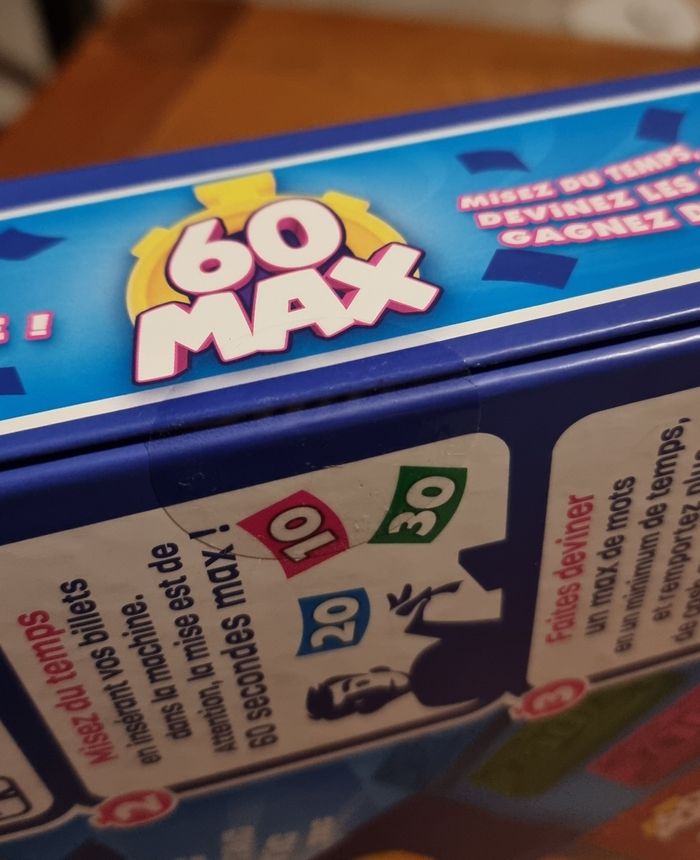 60
MAX
MISEZ DU TEMPS,
DEVINEZ LES
GAGNEZ
!
2
Misez du temps
en insérant vos billets
dans la machine.
Attention, la mise est de
60 secondes max !
10
20
30
3
Faites deviner
un max de mots
en un minimum de temps,
et remportez plus
de